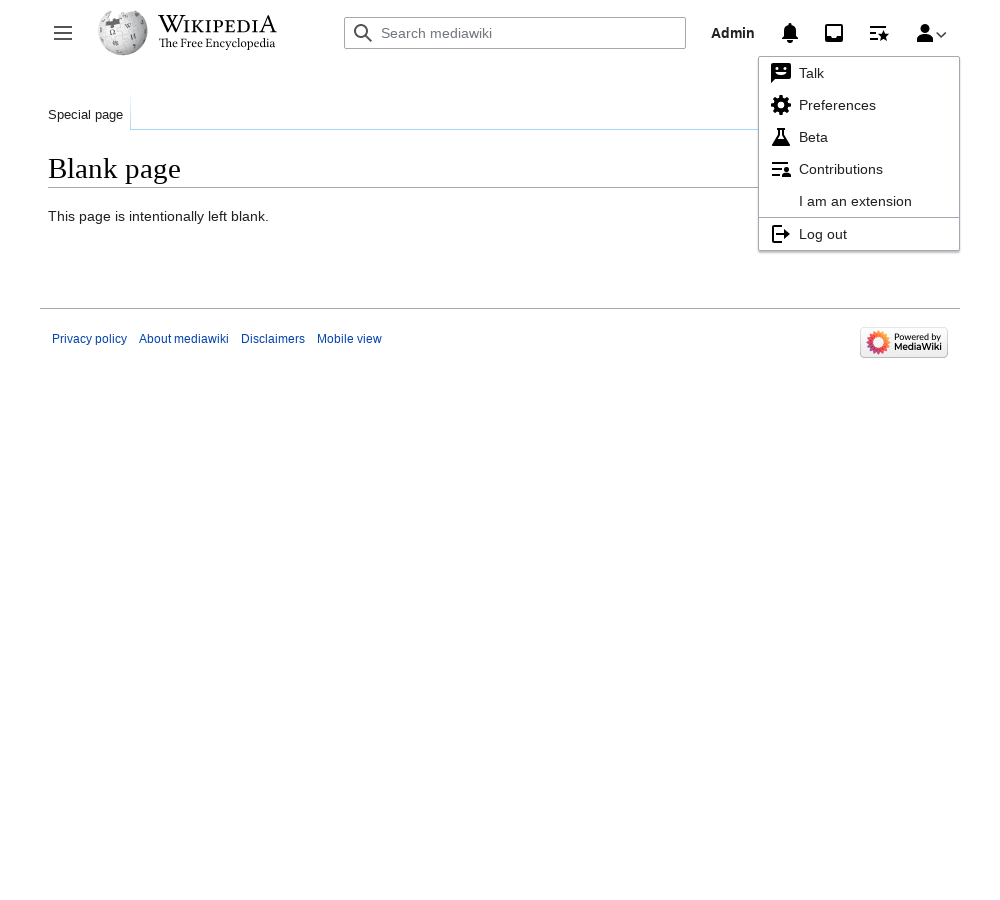 WIKIPEDIA
The Free Encyclopedia
Search mediawiki
Admin
Talk
Preferences
Beta
Contributions
I am an extension
Log out
Special page
Blank page
This page is intentionally left blank.
Privacy policy About mediawiki Disclaimers Mobile view
Powered by
MediaWiki